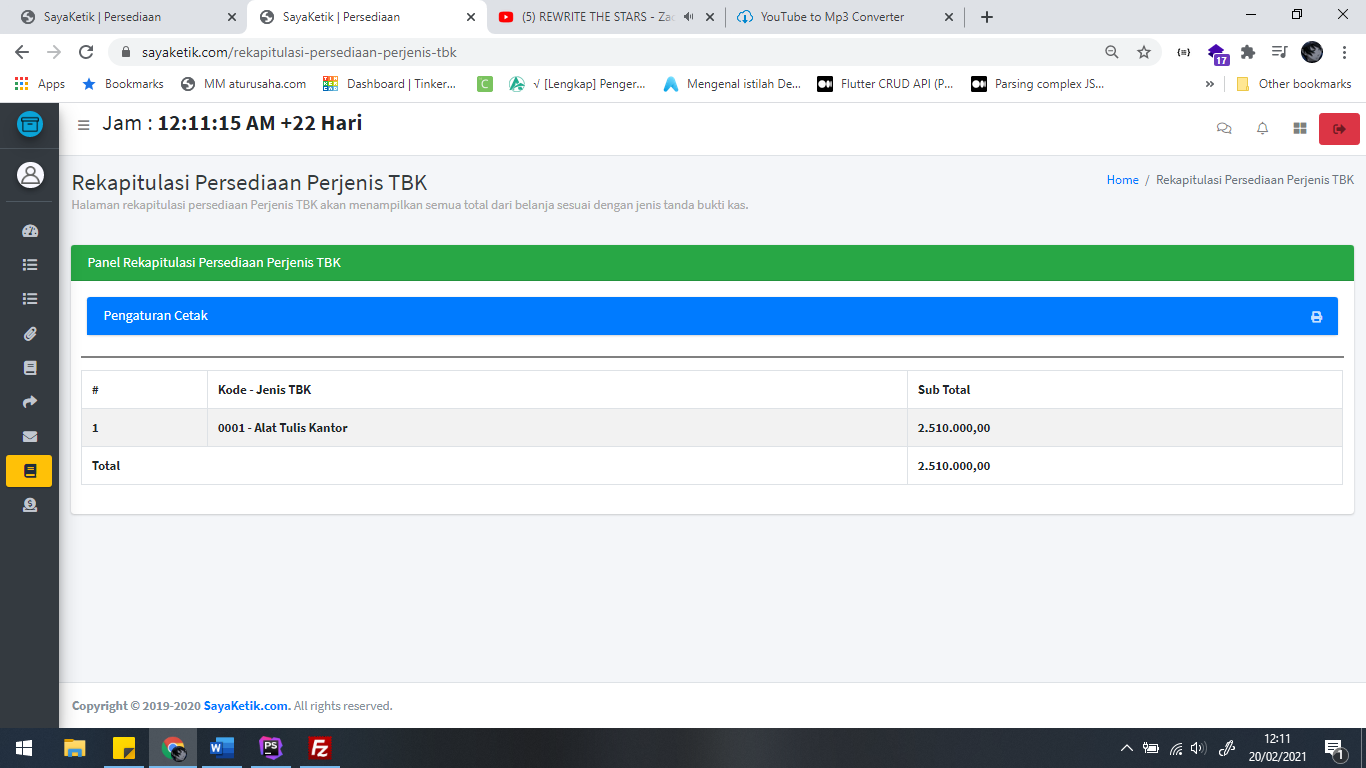 SayaKetik | Persediaan
SayaKetik | Persediaan
(5) REWRITE THE STARS - Zac
YouTube to Mp3 Converter
sayaketik.com/rekapitulasi-persediaan-perjenis-tbk
17
Apps
Bookmarks
MM aturusaha.com
Dashboard | Tinker...
C
√ [Lengkap] Penger...
Mengenal istilah De...
Flutter CRUD API (P...
Parsing complex JS...
»
Other bookmarks
Jam : 12:11:15 AM +22 Hari
Rekapitulasi Persediaan Perjenis TBK
Home / Rekapitulasi Persediaan Perjenis TBK
Halaman rekapitulasi persediaan Perjenis TBK akan menampilkan semua total dari belanja sesuai dengan jenis tanda bukti kas.
Panel Rekapitulasi Persediaan Perjenis TBK
Pengaturan Cetak
# Kode - Jenis TBK Sub Total
1 0001 - Alat Tulis Kantor 2.510.000,00
Total 2.510.000,00
Copyright © 2019-2020 SayaKetik.com. All rights reserved.
W
PS
FZ
12:11
20/02/2021
1